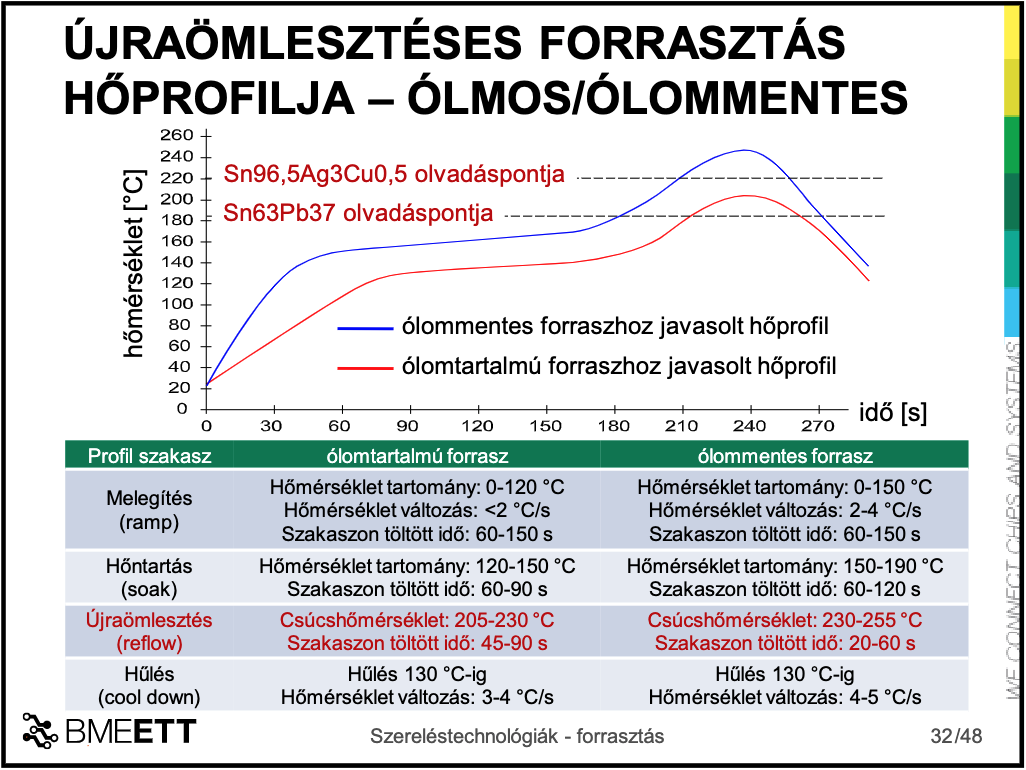 ÚJRAÖMLESZTÉSES FORRASZTÁS
HŐPROFILJA – ÓLMOS/ÓLOMMENTES
hőmérséklet [°C]
260
240
220
200
180
160
140
120
100
80
60
40
20
0
Sn96,5Ag3Cu0,5 olvadáspontja
Sn63Pb37 olvadáspontja
ólommentes forraszhoz javasolt hőprofil
ólomtartalmú forraszhoz javasolt hőprofil
0 30 60 90 120 150 180 210 240 270
idő [s]
Profil szakasz ólomtartalmú forrasz ólommentes forrasz
Melegítés
(ramp)
Hőmérséklet tartomány: 0-120 °C
Hőmérséklet változás: <2 °C/s
Szakaszon töltött idő: 60-150 s
Hőmérséklet tartomány: 0-150 °C
Hőmérséklet változás: 2-4 °C/s
Szakaszon töltött idő: 60-150 s
Hőntartás
(soak)
Hőmérséklet tartomány: 120-150 °C
Szakaszon töltött idő: 60-90 s
Hőmérséklet tartomány: 150-190 °C
Szakaszon töltött idő: 60-120 s
Újraömlesztés
(reflow)
Csúcshőmérséklet: 205-230 °C
Szakaszon töltött idő: 45-90 s
Csúcshőmérséklet: 230-255 °C
Szakaszon töltött idő: 20-60 s
Hűlés
(cool down)
Hűlés 130 °C-ig
Hőmérséklet változás: 3-4 °C/s
Hűlés 130 °C-ig
Hőmérséklet változás: 4-5 °C/s
WE CONNECT CHIPS AND SYSTEMS
BMEETT
Szereléstechnológiák - forrasztás
32/48